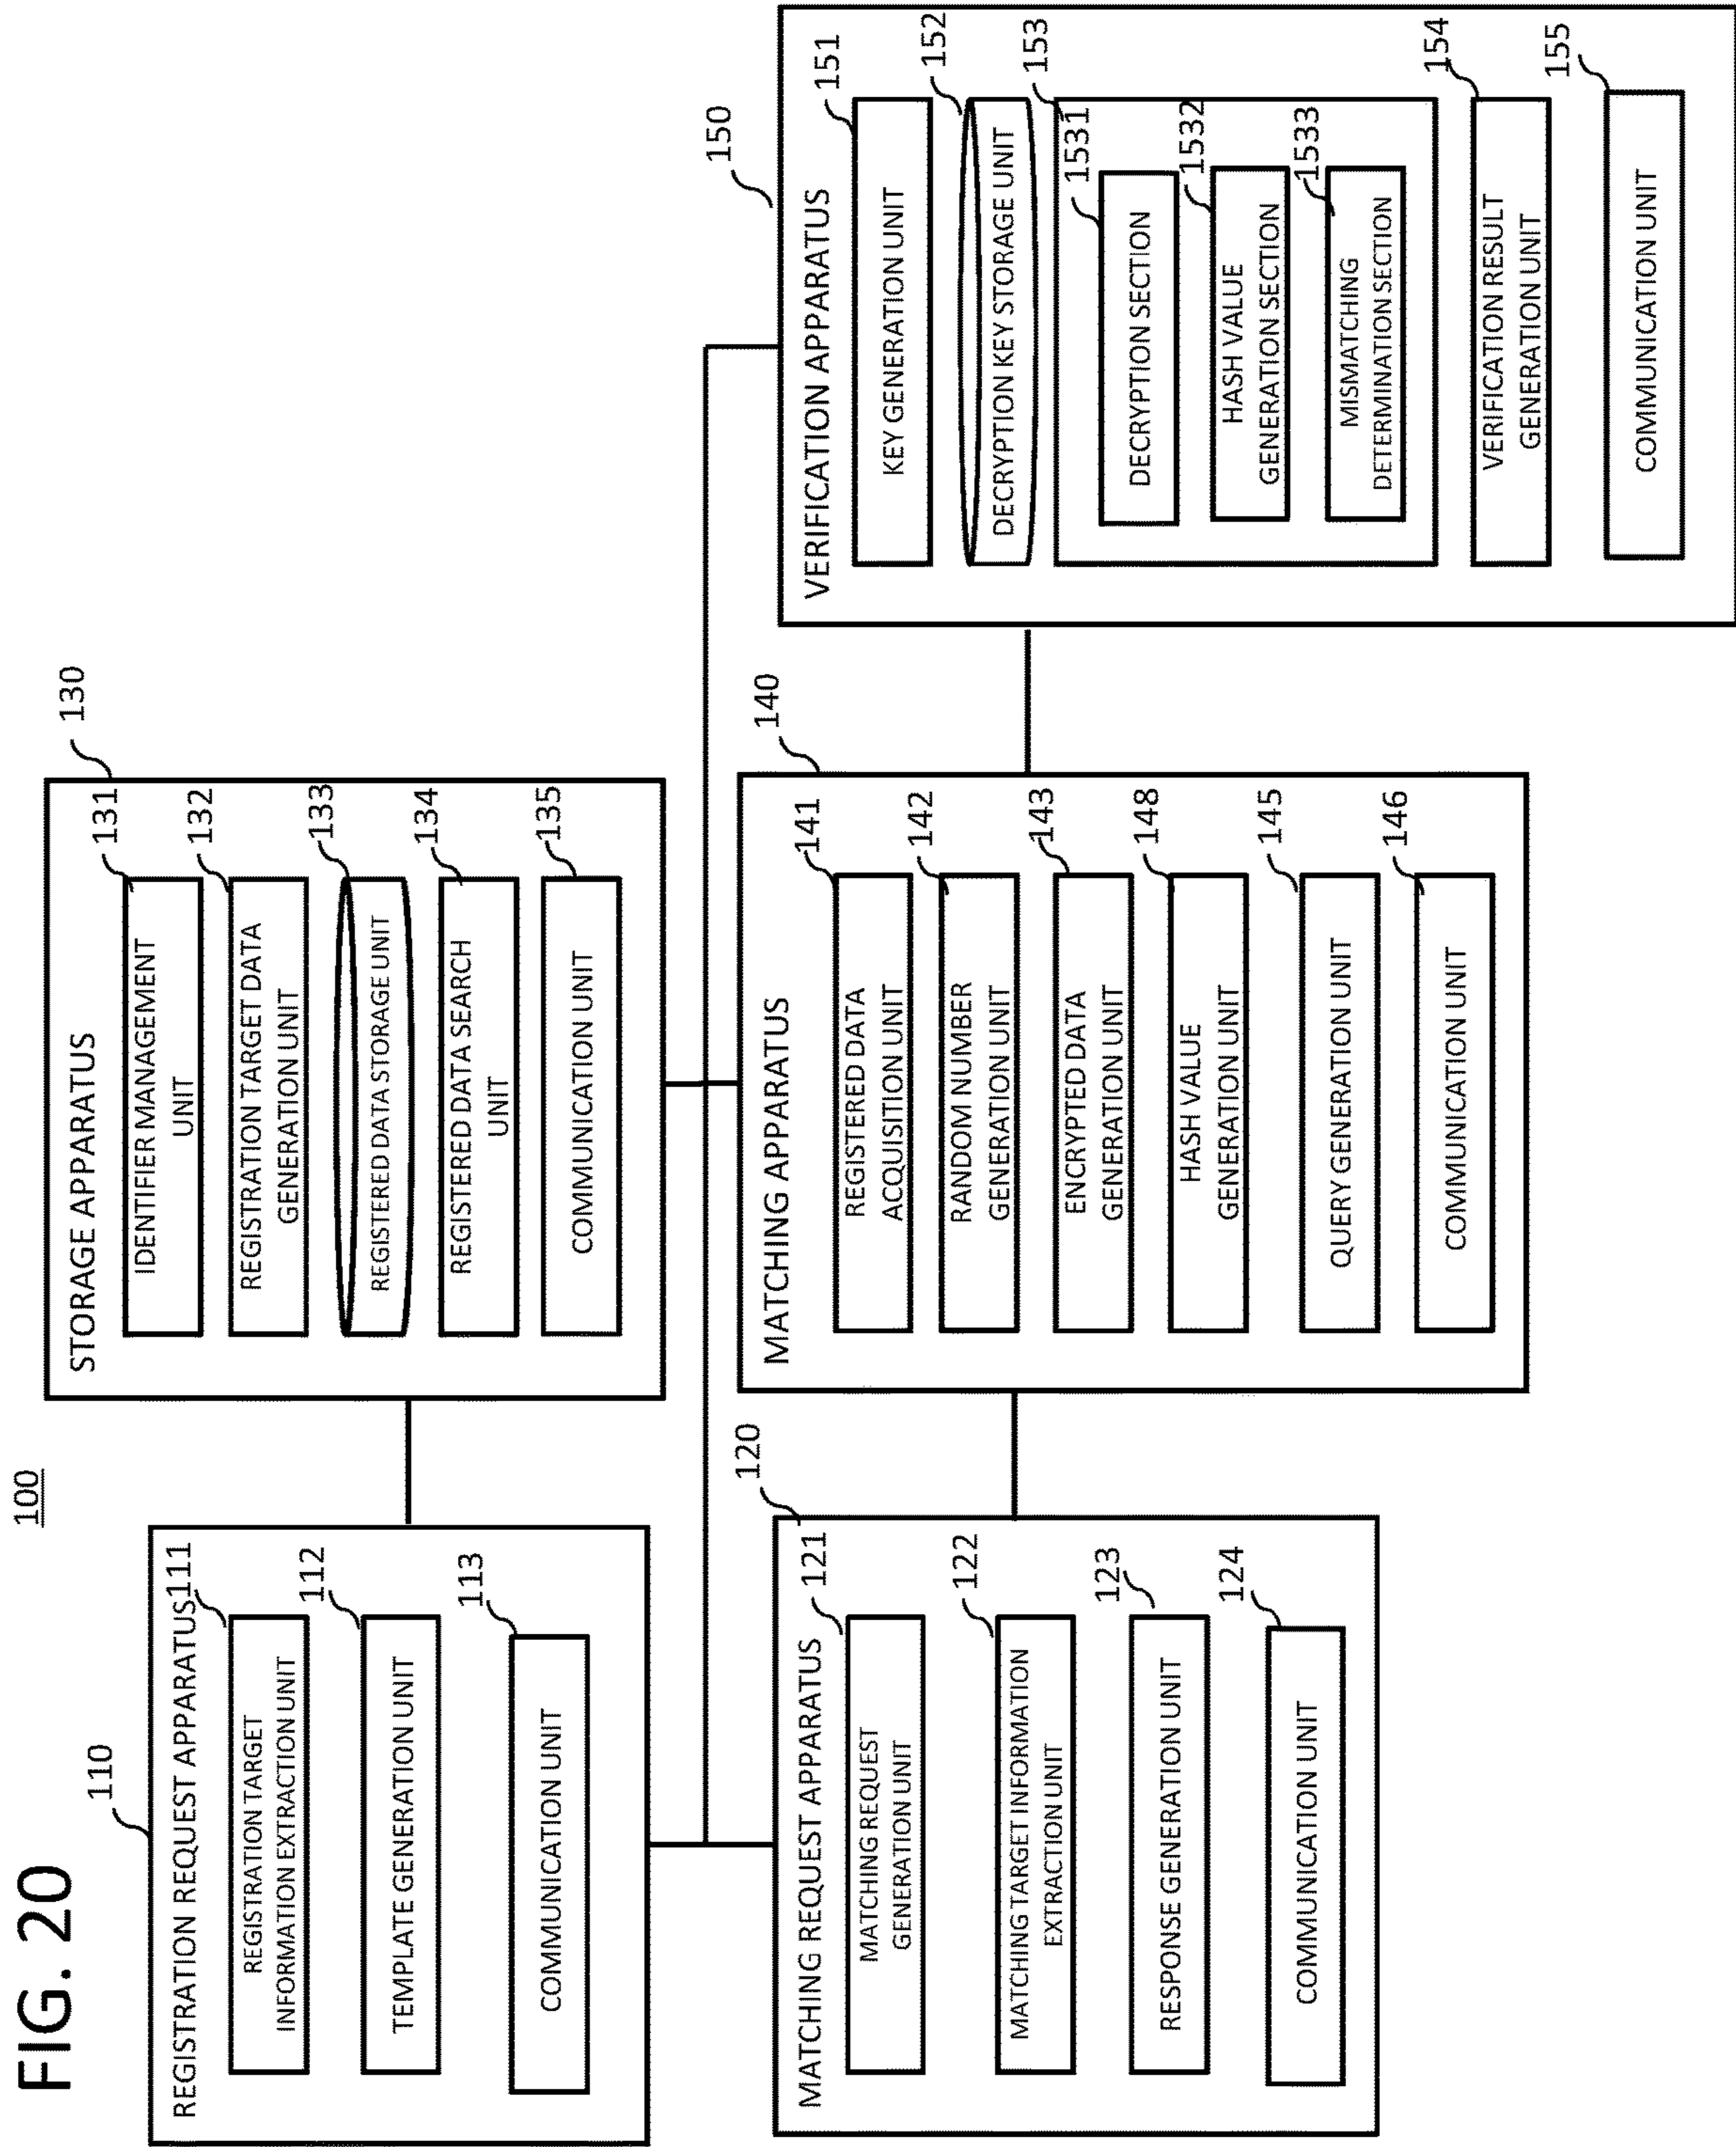 FIG. 20
100
110
REGISTRATION REQUEST APPARATUS
111
REGISTRATION TARGET
INFORMATION EXTRACTION UNIT
112
TEMPLATE GENERATION UNIT
113
COMMUNICATION UNIT
130
STORAGE APPARATUS
131
IDENTIFIER MANAGEMENT
UNIT
132
REGISTRATION TARGET DATA
GENERATION UNIT
133
REGISTERED DATA STORAGE UNIT
134
REGISTERED DATA SEARCH
UNIT
135
COMMUNICATION UNIT
120
MATCHING REQUEST APPARATUS
121
MATCHING REQUEST
GENERATION UNIT
122
MATCHING TARGET INFORMATION
EXTRACTION UNIT
123
RESPONSE GENERATION UNIT
124
COMMUNICATION UNIT
140
MATCHING APPARATUS
141
REGISTERED DATA
ACQUISITION UNIT
142
RANDOM NUMBER
GENERATION UNIT
143
ENCRYPTED DATA
GENERATION UNIT
148
HASH VALUE
GENERATION UNIT
145
QUERY GENERATION UNIT
146
COMMUNICATION UNIT
150
VERIFICATION APPARATUS
151
KEY GENERATION UNIT
152
DECRYPTION KEY STORAGE UNIT
153
1531
DECRYPTION SECTION
1532
HASH VALUE
GENERATION SECTION
1533
MISMATCHING
DETERMINATION SECTION
154
VERIFICATION RESULT
GENERATION UNIT
155
COMMUNICATION UNIT